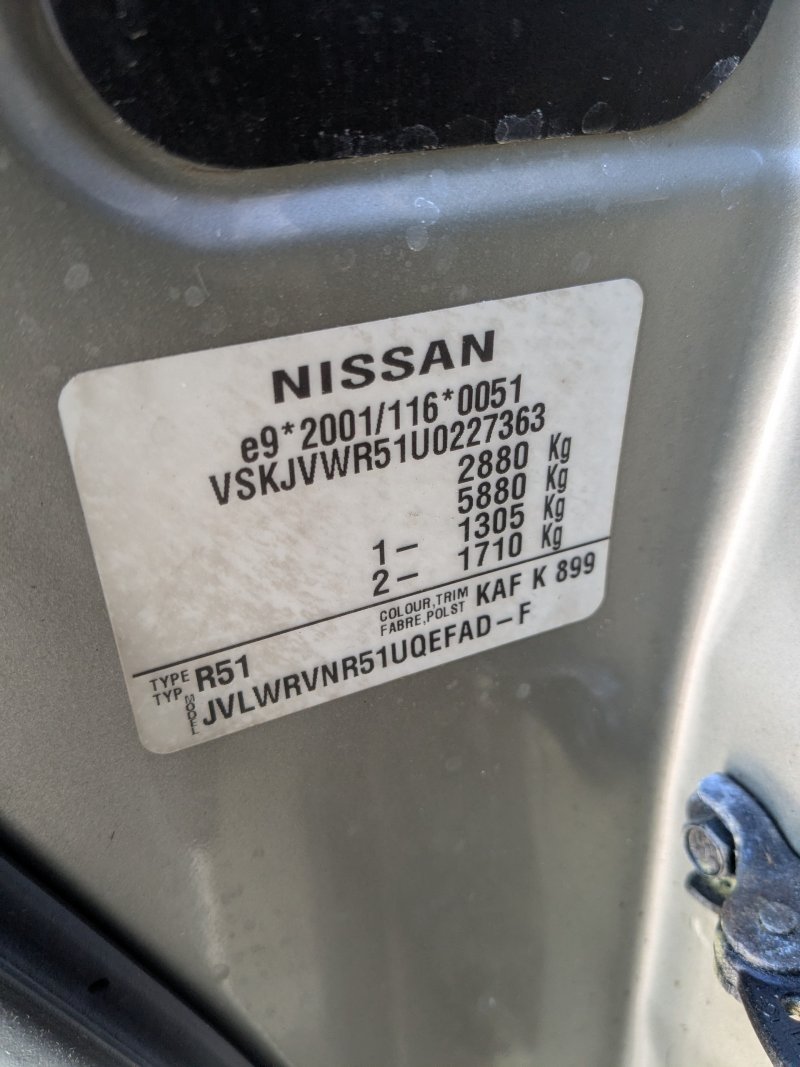 NISSAN
e9*2001/116*0051
VSKJVWR51U0227363
2880 Kg
5880 Kg
1– 1305 Kg
2– 1710 Kg
COLOUR,TRIM KAF K 899
FABRE,POLST
TYPE R51
TYP
MODEL JVLWRVNR51UQEFAD–F